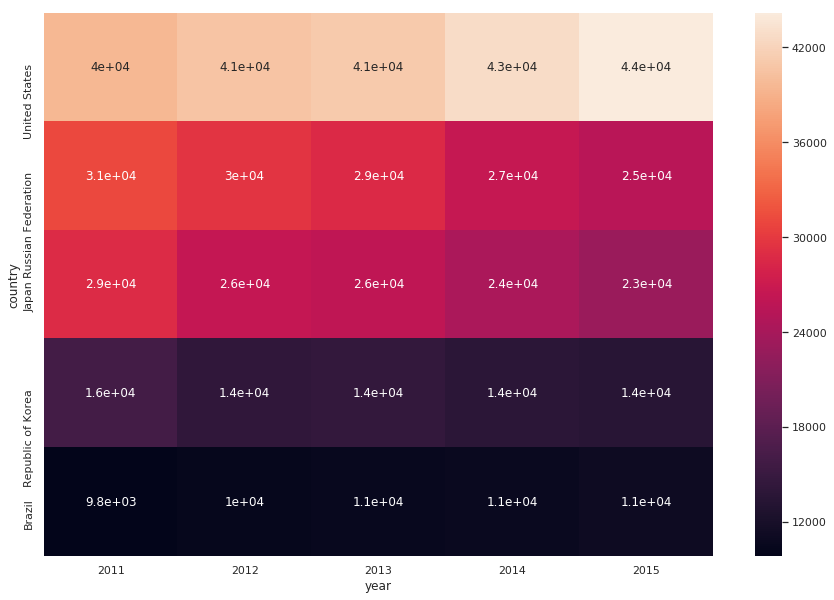 United States
4e+04 4.1e+04 4.1e+04 4.3e+04 4.4e+04
Russian Federation
3.1e+04 3e+04 2.9e+04 2.7e+04 2.5e+04
Japan
2.9e+04 2.6e+04 2.6e+04 2.4e+04 2.3e+04
Republic of Korea
1.6e+04 1.4e+04 1.4e+04 1.4e+04 1.4e+04
Brazil
9.8e+03 1e+04 1.1e+04 1.1e+04 1.1e+04
country
2011 2012 2013 2014 2015
year
42000
36000
30000
24000
18000
12000